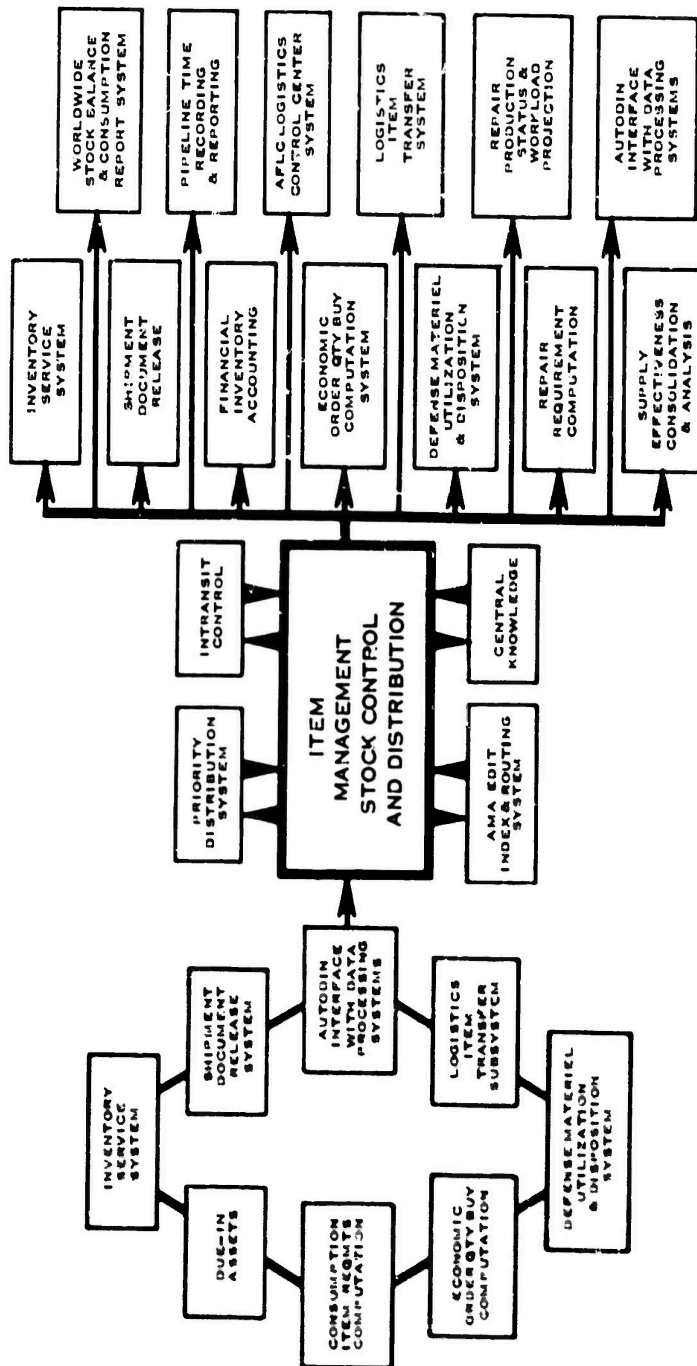 INVENTORY
SERVICE
SYSTEM
SHIPMENT
DOCUMENT
RELEASE
SYSTEM
AUTODIN
INTERFACE
WITH DATA
PROCESSING
SYSTEMS
LOGISTICS
ITEM
TRANSFER
SUBSYSTEM
DEFENSE MATERIEL
UTILIZATION
& DISPOSITION
SYSTEM
ECONOMIC
ORDER QTY BUY
COMPUTATION
CONSUMPTION
ITEM REQMTS
COMPUTATION
DUE-IN
ASSETS
PRIORITY
DISTRIBUTION
SYSTEM
INTRANSIT
CONTROL
ITEM
MANAGEMENT
STOCK CONTROL
AND DISTRIBUTION
AMA EDIT
INDEX & ROUTING
SYSTEM
CENTRAL
KNOWLEDGE
INVENTORY
SERVICE
SYSTEM
SHIPMENT
DOCUMENT
RELEASE
FINANCIAL
INVENTORY
ACCOUNTING
ECONOMIC
ORDER QTY BUY
COMPUTATION
SYSTEM
DEFENSE MATERIEL
UTILIZATION
& DISPOSITION
SYSTEM
REPAIR
REQUIREMENT
COMPUTATION
SUPPLY
EFFECTIVENESS
CONSOLIDATION
& ANALYSIS
WORLDWIDE
STOCK BALANCE
& CONSUMPTION
REPORT SYSTEM
PIPELINE TIME
RECORDING
& REPORTING
AFLC LOGISTICS
CONTROL CENTER
SYSTEM
LOGISTICS
ITEM
TRANSFER
SYSTEM
REPAIR
PRODUCTION
STATUS &
WORKLOAD
PROJECTION
AUTODIN
INTERFACE
WITH DATA
PROCESSING
SYSTEMS